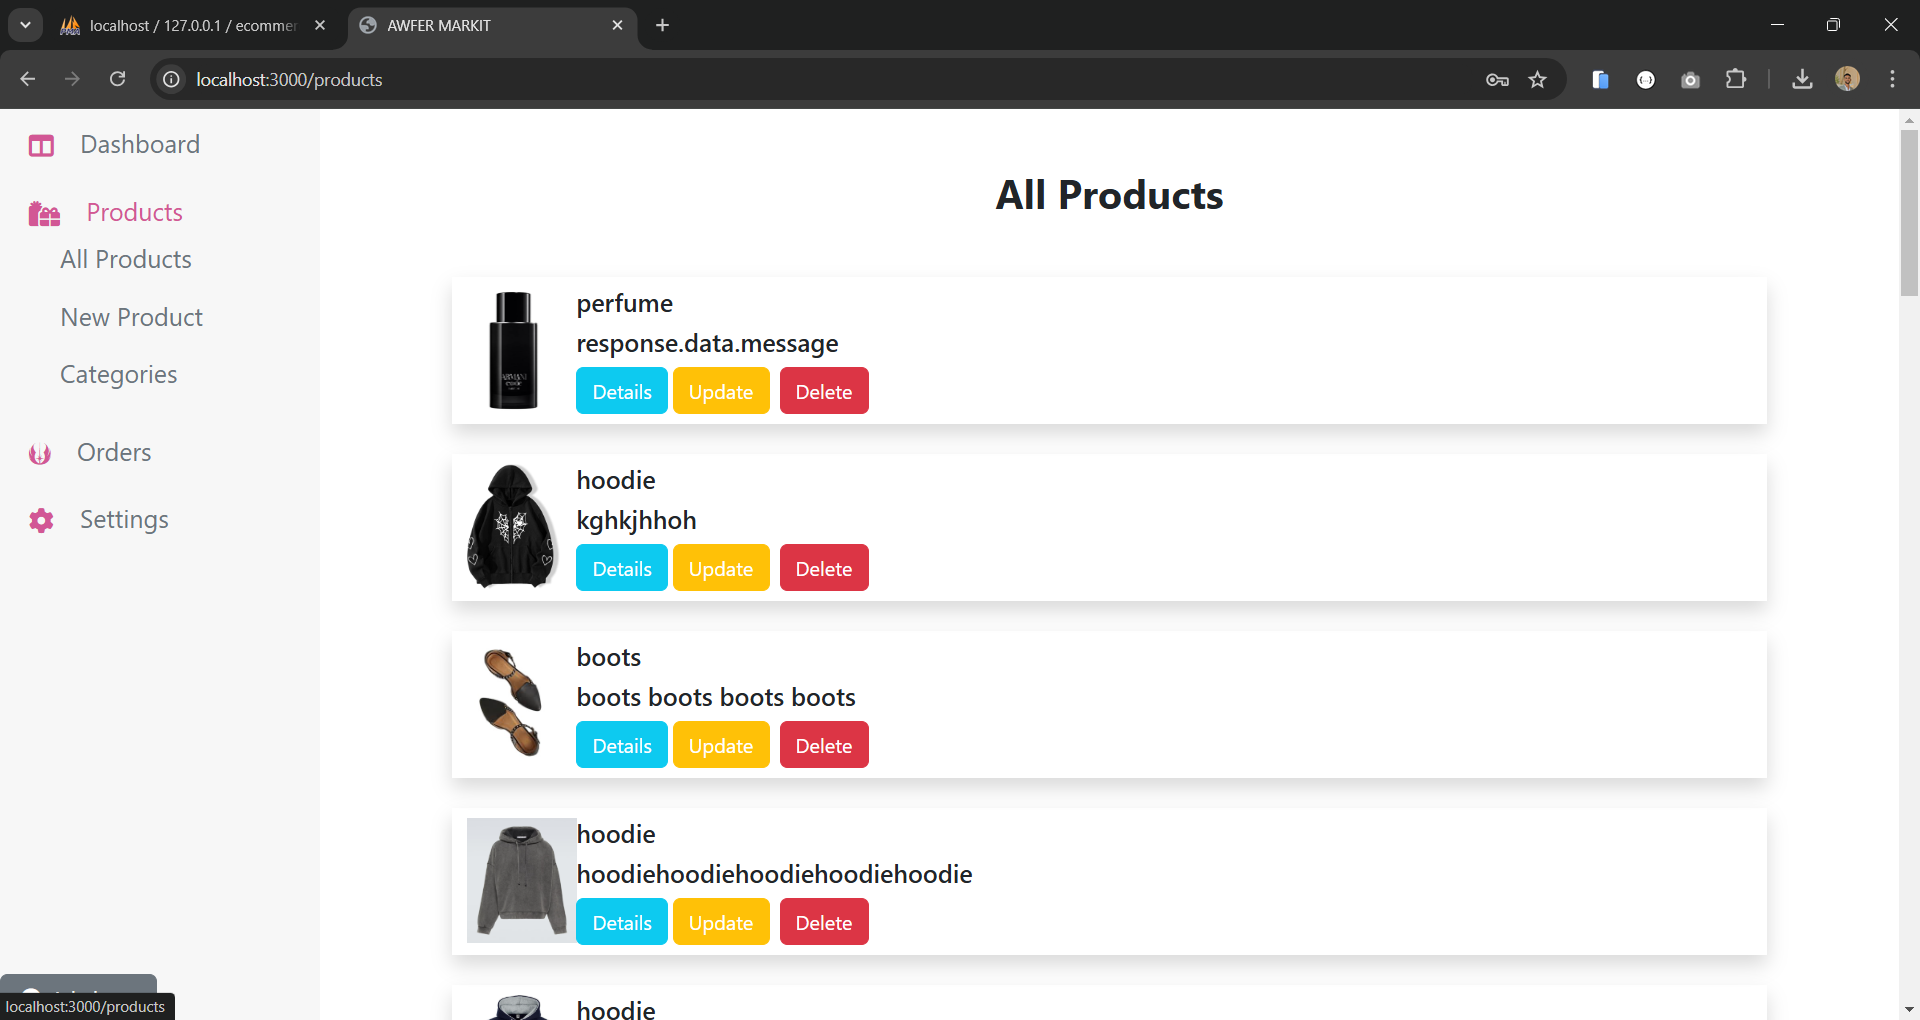 localhost / 127.0.0.1 / ecommer
AWFER MARKIT
localhost:3000/products
Dashboard
Products
All Products
New Product
Categories
Orders
Settings
All Products
perfume
response.data.message
Details Update Delete
hoodie
kghkjhhoh
Details Update Delete
boots
boots boots boots boots
Details Update Delete
hoodie
hoodiehoodiehoodiehoodiehoodie
Details Update Delete
hoodie
localhost:3000/products